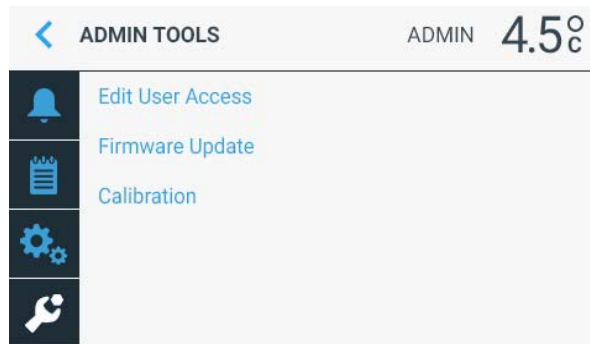 ADMIN TOOLS ADMIN 4.5°C
Edit User Access
Firmware Update
Calibration